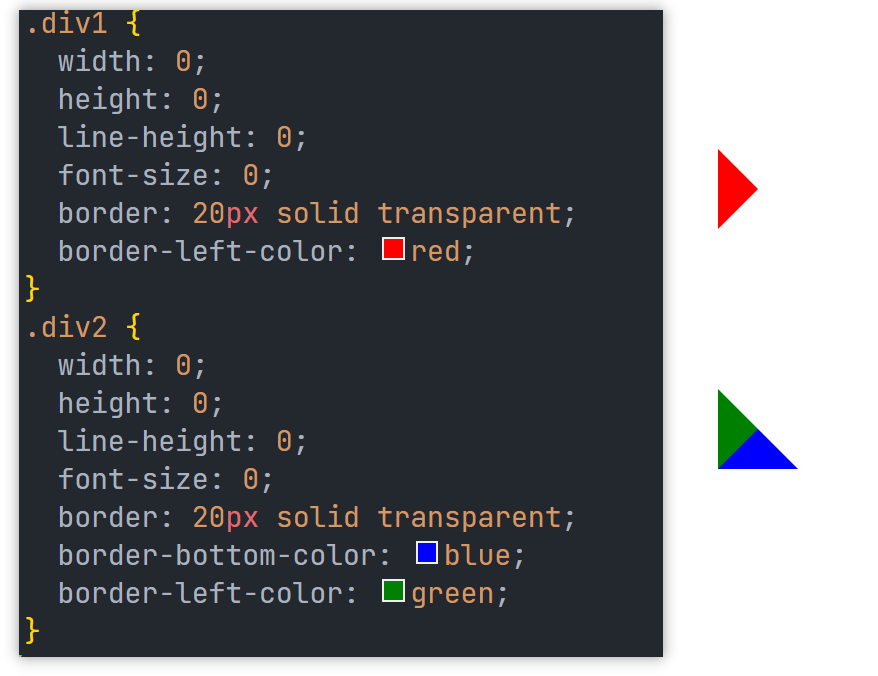 .div1 {
  width: 0;
  height: 0;
  line-height: 0;
  font-size: 0;
  border: 20px solid transparent;
  border-left-color: red;
}
.div2 {
  width: 0;
  height: 0;
  line-height: 0;
  font-size: 0;
  border: 20px solid transparent;
  border-bottom-color: blue;
  border-left-color: green;
}